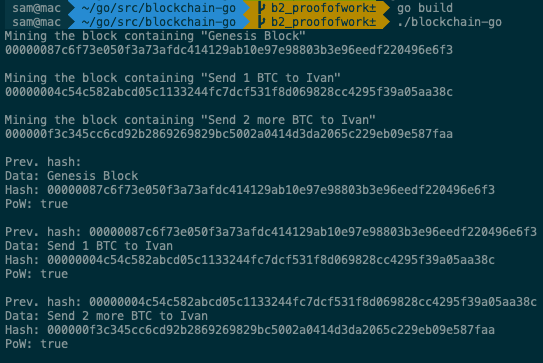 sam@mac ~/go/src/blockchain-go b2_proofofwork± go build
sam@mac ~/go/src/blockchain-go b2_proofofwork± ./blockchain-go
Mining the block containing "Genesis Block"
00000087c6f73e050f3a73afdc414129ab10e97e98803b3e96eedf220496e6f3
Mining the block containing "Send 1 BTC to Ivan"
00000004c54c582abcd05c1133244fc7dcf531f8d069828cc4295f39a05aa38c
Mining the block containing "Send 2 more BTC to Ivan"
000000f3c345cc6cd92b2869269829bc5002a0414d3da2065c229eb09e587faa
Prev. hash:
Data: Genesis Block
Hash: 00000087c6f73e050f3a73afdc414129ab10e97e98803b3e96eedf220496e6f3
PoW: true
Prev. hash: 00000087c6f73e050f3a73afdc414129ab10e97e98803b3e96eedf220496e6f3
Data: Send 1 BTC to Ivan
Hash: 00000004c54c582abcd05c1133244fc7dcf531f8d069828cc4295f39a05aa38c
PoW: true
Prev. hash: 00000004c54c582abcd05c1133244fc7dcf531f8d069828cc4295f39a05aa38c
Data: Send 2 more BTC to Ivan
Hash: 000000f3c345cc6cd92b2869269829bc5002a0414d3da2065c229eb09e587faa
PoW: true